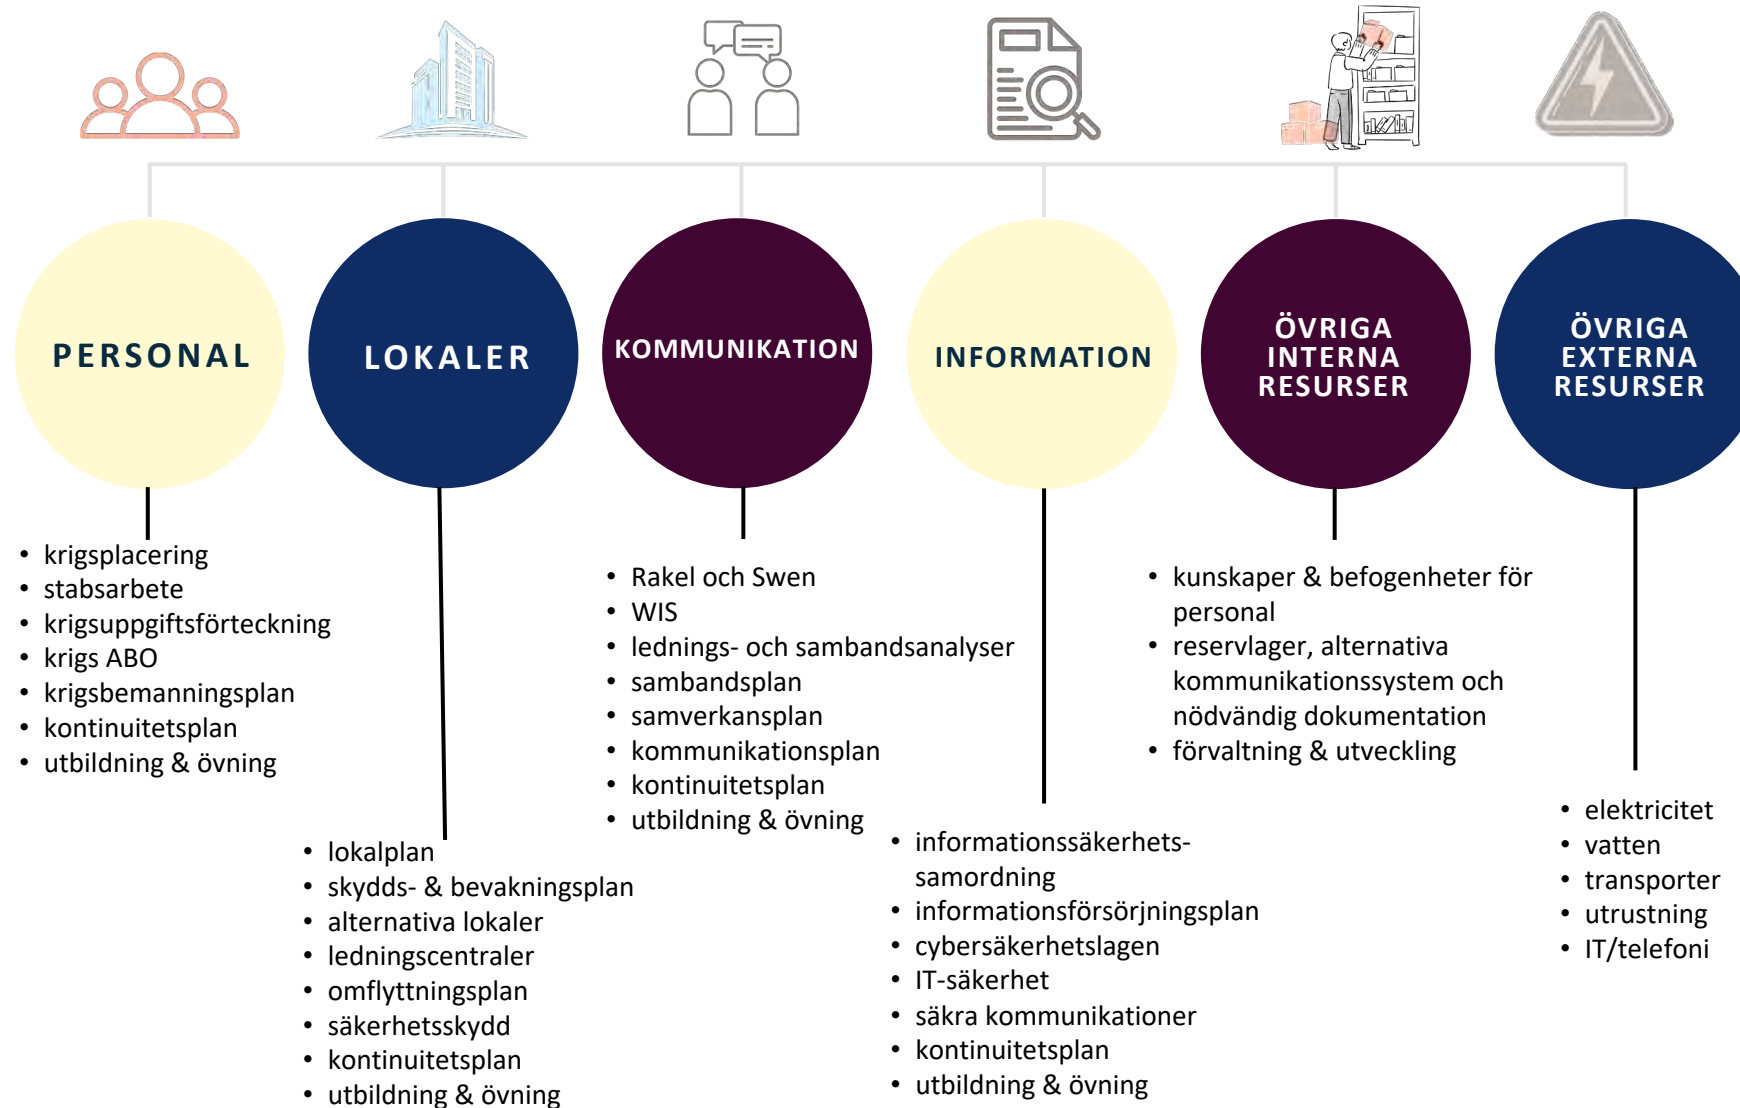 PERSONAL
LOKALER
KOMMUNIKATION
INFORMATION
ÖVRIGA
INTERNA
RESURSER
ÖVRIGA
EXTERNA
RESURSER
• krigsplacering
• stabsarbete
• krigsuppgiftsförteckning
• krigs ABO
• krigsbemanningsplan
• kontinuitetsplan
• utbildning & övning
• lokalplan
• skydds- & bevakningsplan
• alternativa lokaler
• ledningscentraler
• omflyttningsplan
• säkerhetsskydd
• kontinuitetsplan
• utbildning & övning
• Rakel och Swen
• WIS
• lednings- och sambandsanalyser
• sambandsplan
• samverkansplan
• kommunikationsplan
• kontinuitetsplan
• utbildning & övning
• informationssäkerhets-
samordning
• informationsförsörjningsplan
• cybersäkerhetslagen
• IT-säkerhet
• säkra kommunikationer
• kontinuitetsplan
• utbildning & övning
• kunskaper & befogenheter för
personal
• reservlager, alternativa
kommunikationssystem och
nödvändig dokumentation
• förvaltning & utveckling
• elektricitet
• vatten
• transporter
• utrustning
• IT/telefoni